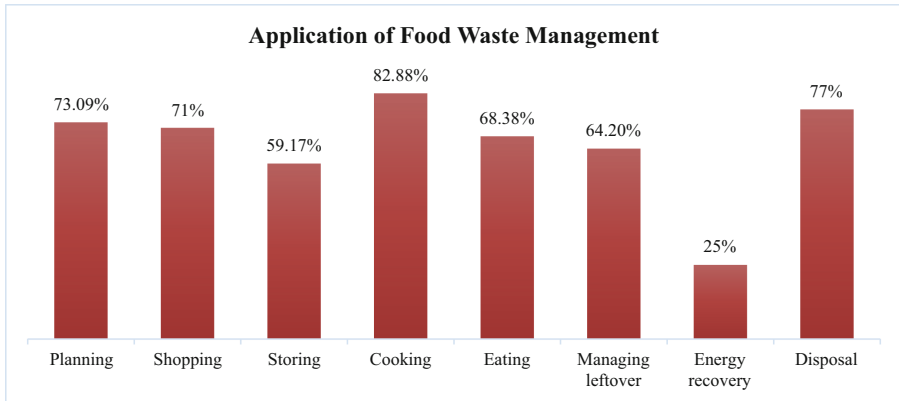 Application of Food Waste Management
73.09%
71%
59.17%
82.88%
68.38%
64.20%
25%
77%
Planning
Shopping
Storing
Cooking
Eating
Managing
leftover
Energy
recovery
Disposal